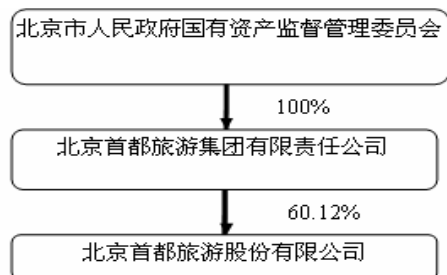 北京市人民政府国有资产监督管理委员会
100%
北京首都旅游集团有限责任公司
60.12%
北京首都旅游股份有限公司